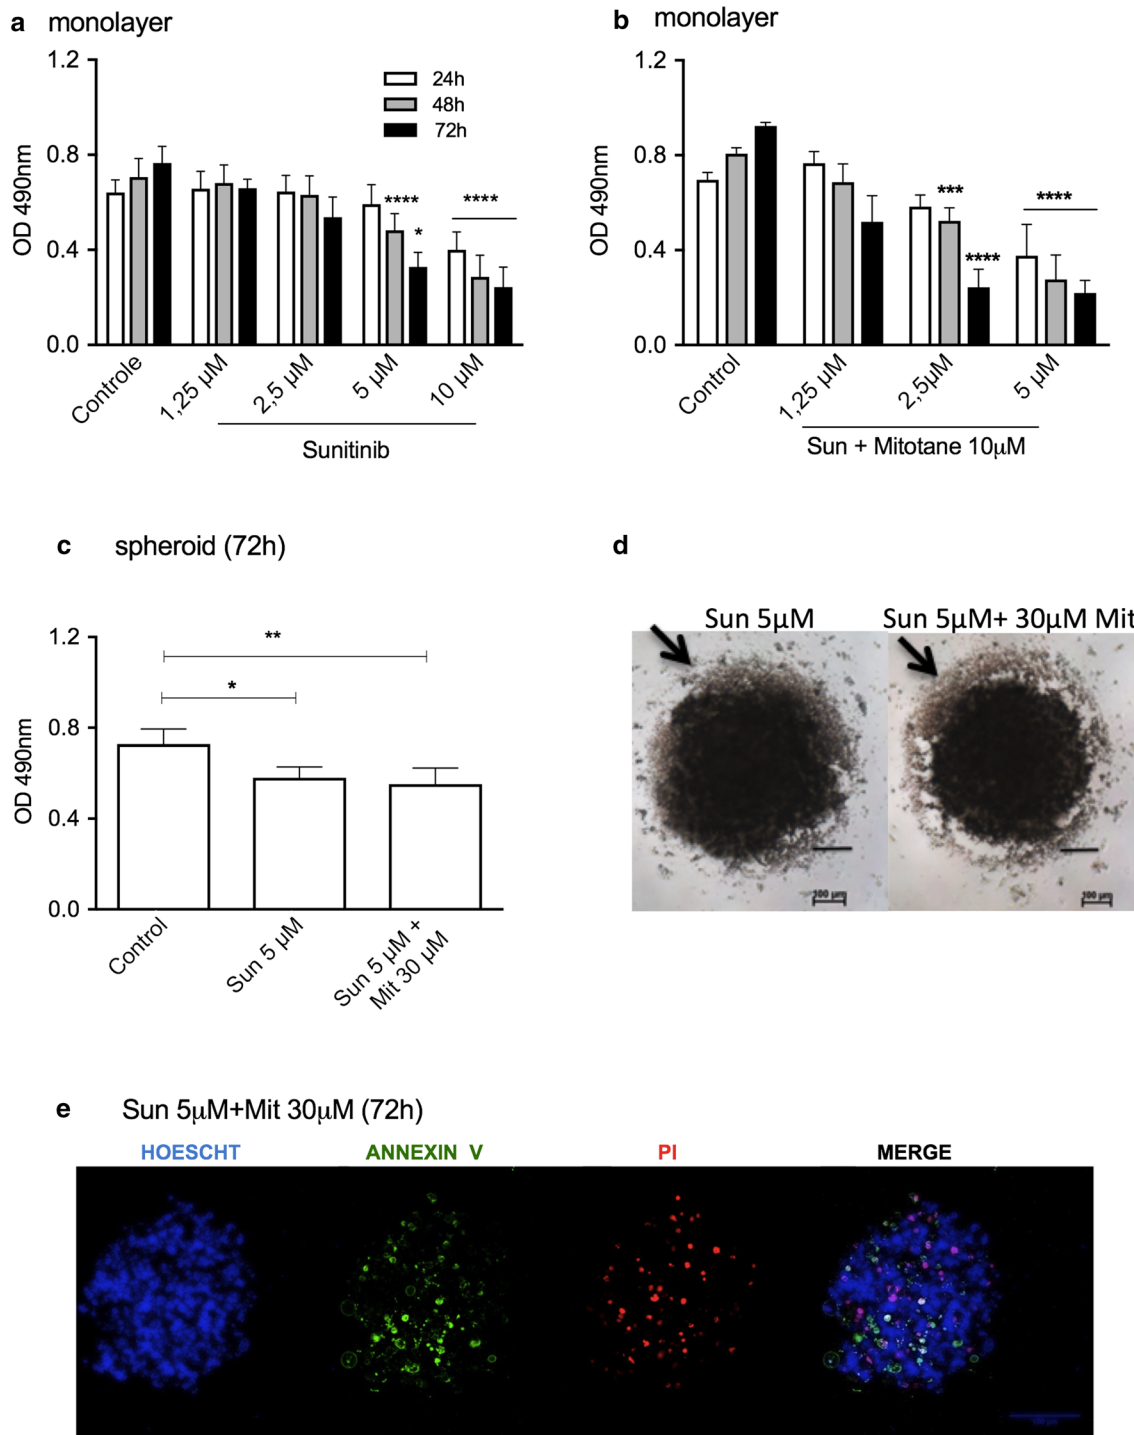 a monolayer
1.2
0.8
0.4
0.0
OD 490nm
24h
48h
72h
****
*
****
Controle
1,25 µM
2,5 µM
5 µM
10 µM
Sunitinib
b monolayer
1.2
0.8
0.4
0.0
OD 490nm
***
****
****
Control
1,25 µM
2,5µM
5 µM
Sun + Mitotane 10µM
c spheroid (72h)
1.2
0.8
0.4
0.0
OD 490nm
**
*
Control
Sun 5 µM
Sun 5 µM +
Mit 30 µM
d
Sun 5µM
Sun 5µM+ 30µM Mit
100 µm
100 µm
e Sun 5µM+Mit 30µM (72h)
HOESCHT
ANNEXIN V
PI
MERGE